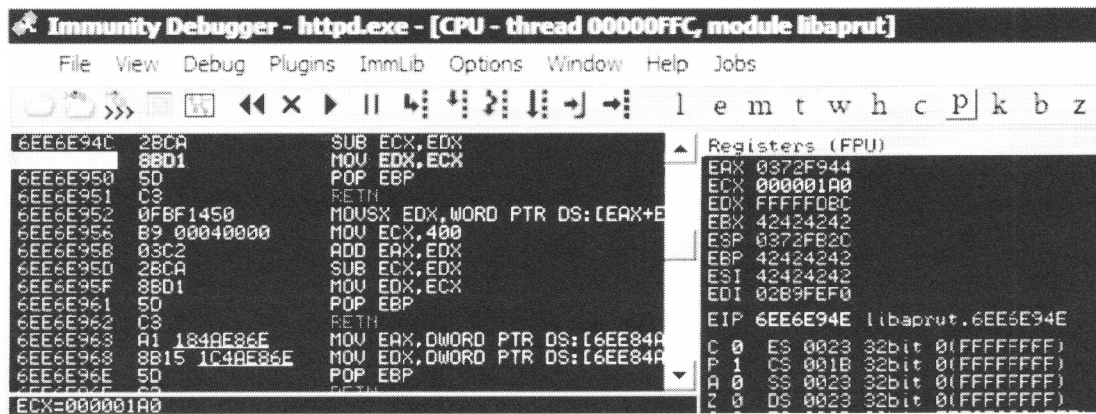 Immunity Debugger - httpd.exe - [CPU - thread 00000FFC, module libaprut]
File View Debug Plugins ImmLib Options Window Help Jobs
l e m t w h c P k b z
6EE6E94C 2BCA SUB ECX,EDX
8BD1 MOV EDX,ECX
6EE6E950 5D POP EBP
6EE6E951 C3 RETN
6EE6E952 0FBF1450 MOVSX EDX,WORD PTR DS:[EAX+E
6EE6E956 B9 00040000 MOV ECX,400
6EE6E95B 03C2 ADD EAX,EDX
6EE6E95D 2BCA SUB ECX,EDX
6EE6E95F 8BD1 MOV EDX,ECX
6EE6E961 5D POP EBP
6EE6E962 C3 RETN
6EE6E963 A1 184AE86E MOV EAX,DWORD PTR DS:[6EE84A
6EE6E968 8B15 1C4AE86E MOV EDX,DWORD PTR DS:[6EE84A
6EE6E96E 5D POP EBP
ECX=000001A0
Registers (FPU)
EAX 0372F944
ECX 000001A0
EDX FFFFFDBC
EBX 42424242
ESP 0372FB2C
EBP 42424242
ESI 42424242
EDI 02B9FEF0
EIP 6EE6E94E libaprut.6EE6E94E
C 0 ES 0023 32bit 0(FFFFFFFF)
P 1 CS 001B 32bit 0(FFFFFFFF)
A 0 SS 0023 32bit 0(FFFFFFFF)
Z 0 DS 0023 32bit 0(FFFFFFFF)